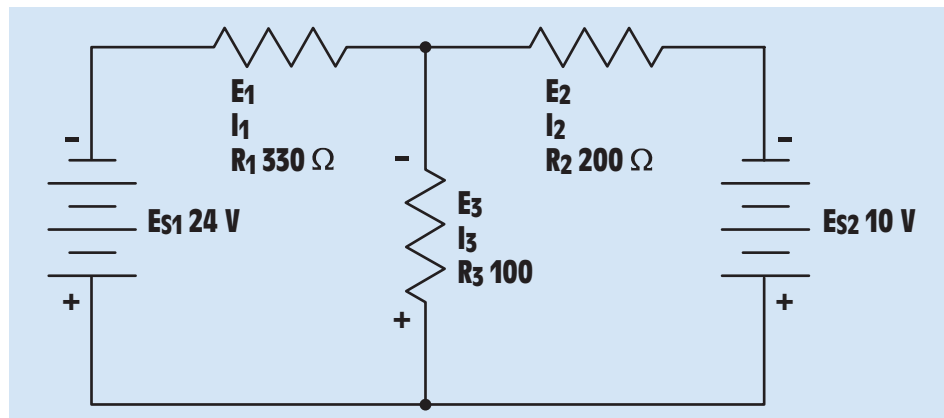 E1
I1
R1 330 Ω
E2
I2
R2 200 Ω
-
-
-
ES1 24 V
E3
I3
R3 100
ES2 10 V
+
+
+